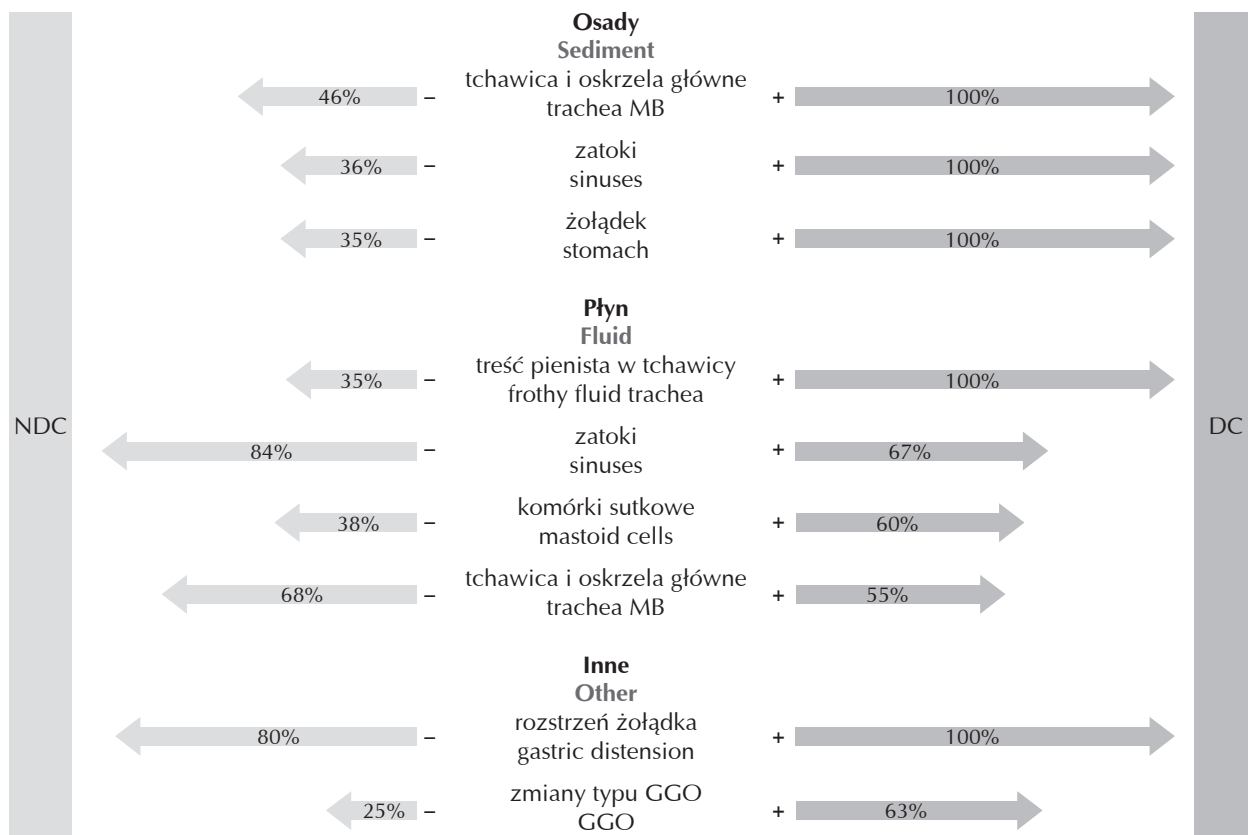 Osady
Sediment
tchawica i oskrzela główne
46% – trachea MB + 100%
zatoki
36% – sinuses + 100%
żołądek
35% – stomach + 100%
Płyn
Fluid
treść pienista w tchawicy
35% – frothy fluid trachea + 100%
NDC
DC
zatoki
84% – sinuses + 67%
komórki sutkowe
38% – mastoid cells + 60%
tchawica i oskrzela główne
68% – trachea MB + 55%
Inne
Other
rozstrzeń żołądka
80% – gastric distension + 100%
zmiany typu GGO
25% – GGO + 63%